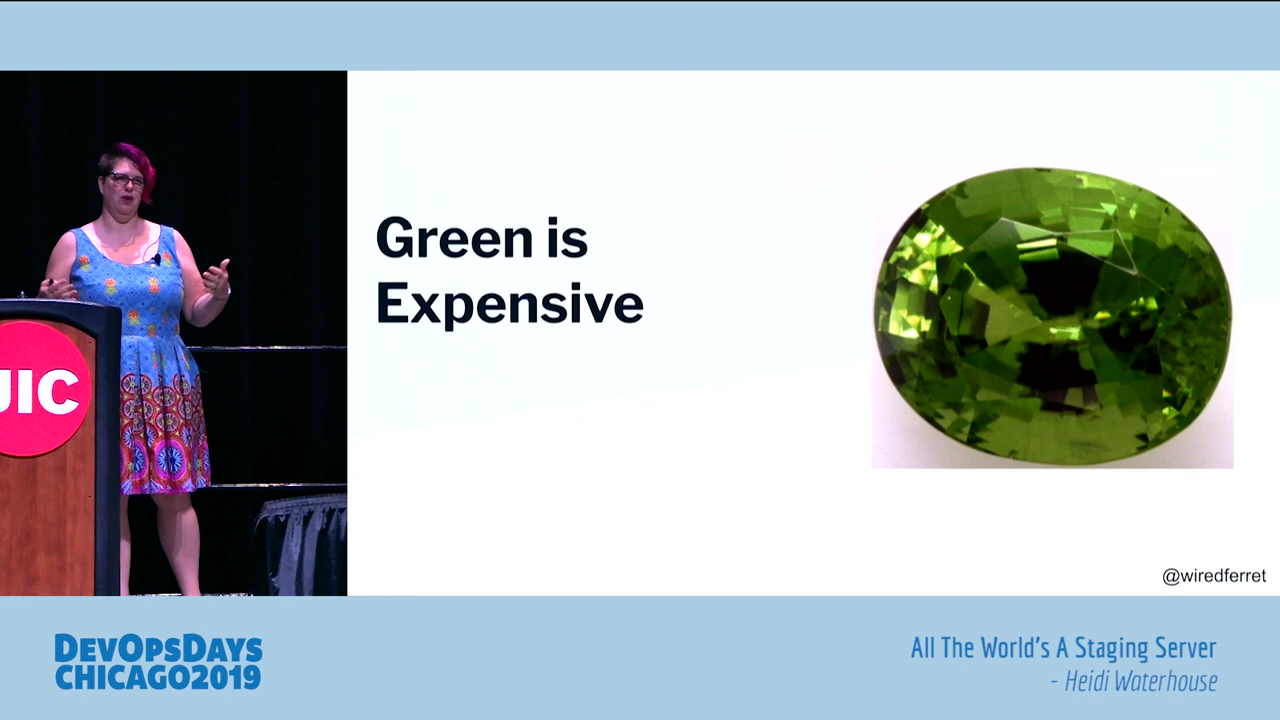 Green is
Expensive
UIC
@wiredferret
DEVOPSDAYS
CHICAGO2019
All The World's A Staging Server
- Heidi Waterhouse